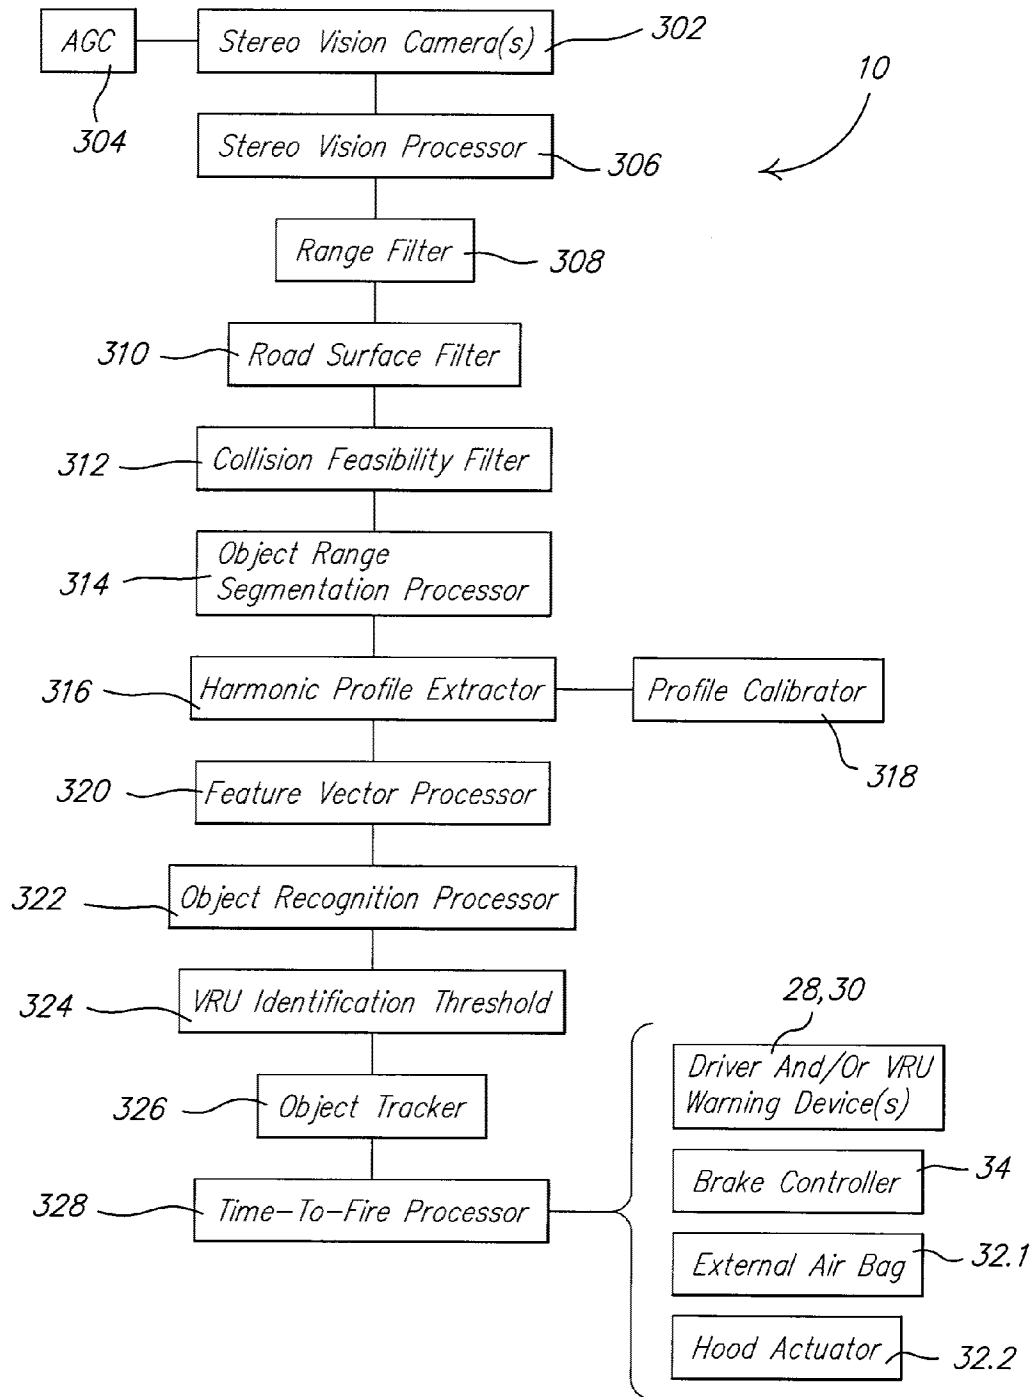 AGC
Stereo Vision Camera(s)
302
304
10
Stereo Vision Processor
306
Range Filter
308
310
Road Surface Filter
312
Collision Feasibility Filter
314
Object Range
Segmentation Processor
316
Harmonic Profile Extractor
Profile Calibrator
318
320
Feature Vector Processor
322
Object Recognition Processor
324
VRU Identification Threshold
326
Object Tracker
328
Time-To-Fire Processor
28,30
Driver And/Or VRU
Warning Device(s)
Brake Controller
34
External Air Bag
32.1
Hood Actuator
32.2